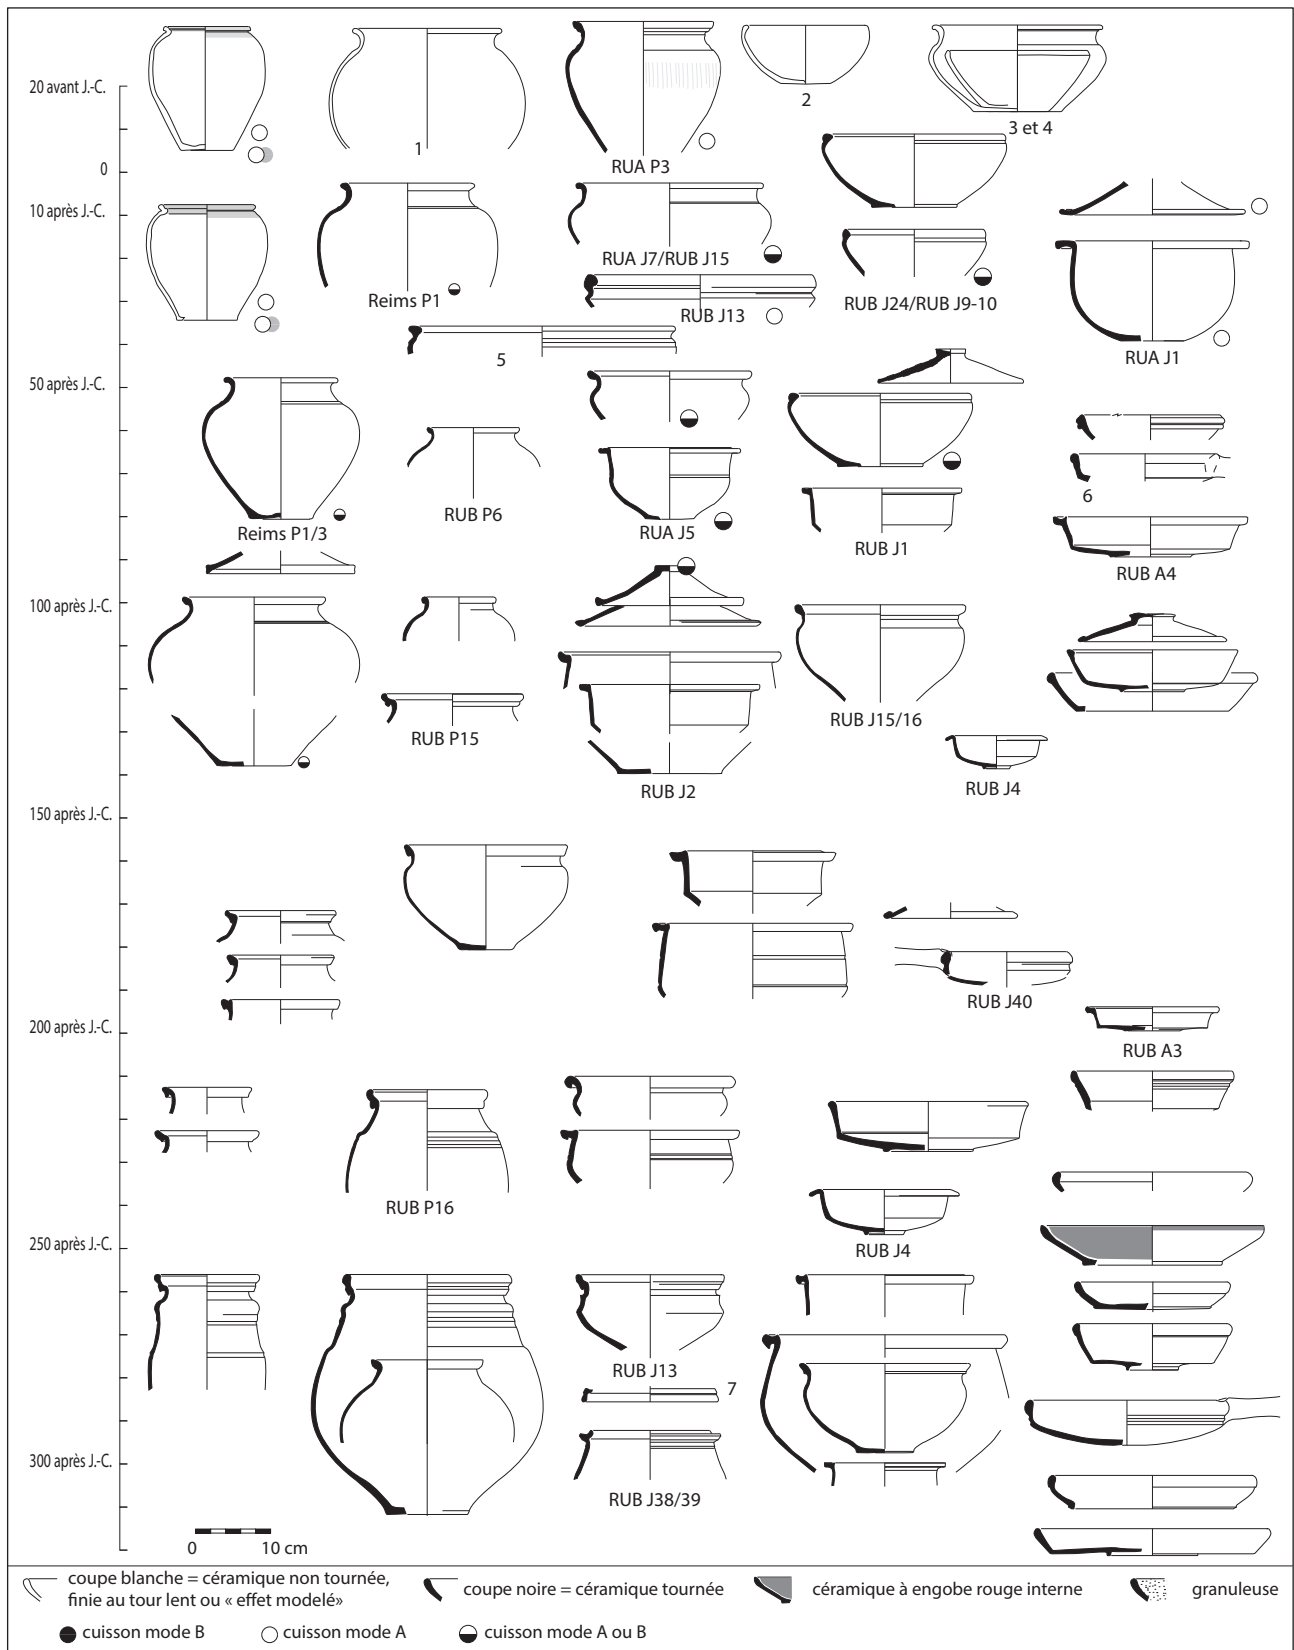 20 avant J.-C.
0
10 après J.-C.
50 après J.-C.
100 après J.-C.
150 après J.-C.
200 après J.-C.
250 après J.-C.
300 après J.-C.
1
RUA P3
2
3 et 4
Reims P1
RUA J7/RUB J15
RUB J13
RUB J24/RUB J9-10
RUA J1
5
Reims P1/3
RUB P6
RUA J5
RUB J1
6
RUB A4
RUB P15
RUB J2
RUB J15/16
RUB J4
RUB J40
RUB A3
RUB P16
RUB J4
RUB J13
7
RUB J38/39
0 10 cm
coupe blanche = céramique non tournée,
finie au tour lent ou « effet modelé»
coupe noire = céramique tournée
céramique à engobe rouge interne
granuleuse
cuisson mode B
cuisson mode A
cuisson mode A ou B